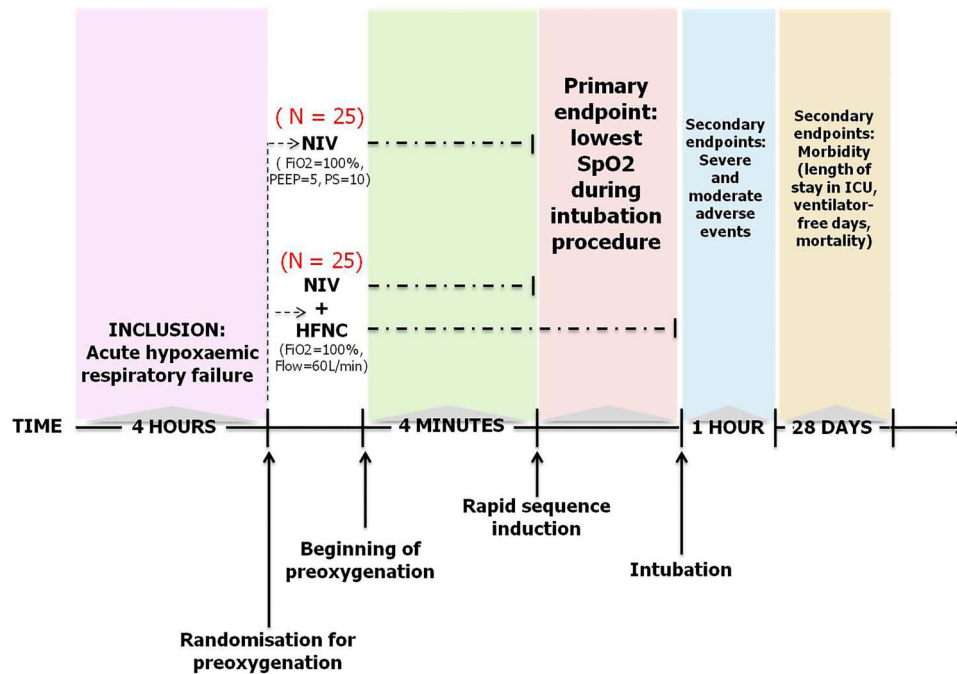 ( N = 25)
NIV
( FiO2=100%,
PEEP=5, PS=10)
(N = 25)
NIV
+
HFNC
(FiO2=100%,
Flow=60L/min)
INCLUSION:
Acute hypoxaemic
respiratory failure
Primary
endpoint:
lowest
SpO2
during
intubation
procedure
Secondary
endpoints:
Severe
and
moderate
adverse
events
Secondary
endpoints:
Morbidity
(length of
stay in ICU,
ventilator-
free days,
mortality)
TIME
4 HOURS
4 MINUTES
1 HOUR
28 DAYS
Rapid sequence
induction
Beginning of
preoxygenation
Intubation
Randomisation for
preoxygenation